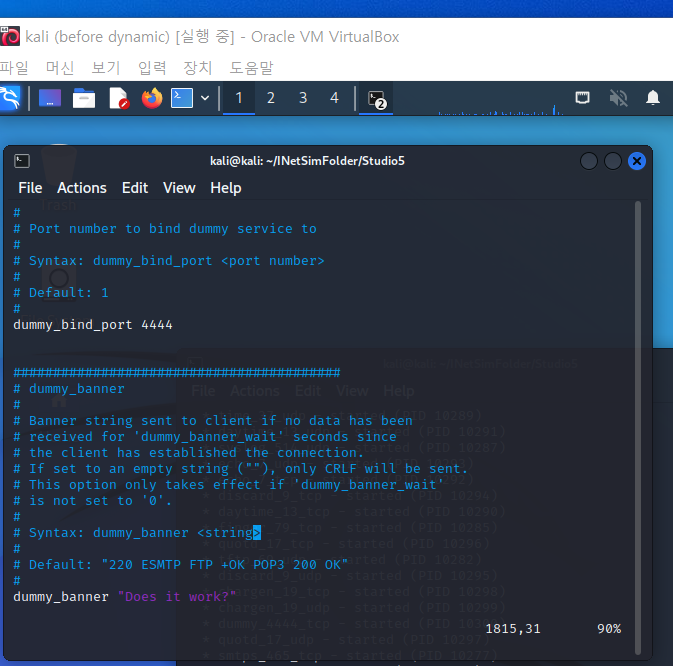 kali (before dynamic) [실행 중] - Oracle VM VirtualBox
파일 머신 보기 입력 장치 도움말
1 2 3 4 2
kali@kali: ~/INetSimFolder/Studio5
File Actions Edit View Help
#
# Port number to bind dummy service to
#
# Syntax: dummy_bind_port <port number>
#
# Default: 1
#
dummy_bind_port 4444
#########################################
# dummy_banner
#
# Banner string sent to client if no data has been
# received for 'dummy_banner_wait' seconds since
# the client has established the connection.
# If set to an empty string (""), only CRLF will be sent.
# This option only takes effect if 'dummy_banner_wait'
# is not set to '0'.
#
# Syntax: dummy_banner <string>
#
# Default: "220 ESMTP FTP +OK POP3 200 OK"
#
dummy_banner "Does it work?"
1815,31 90%